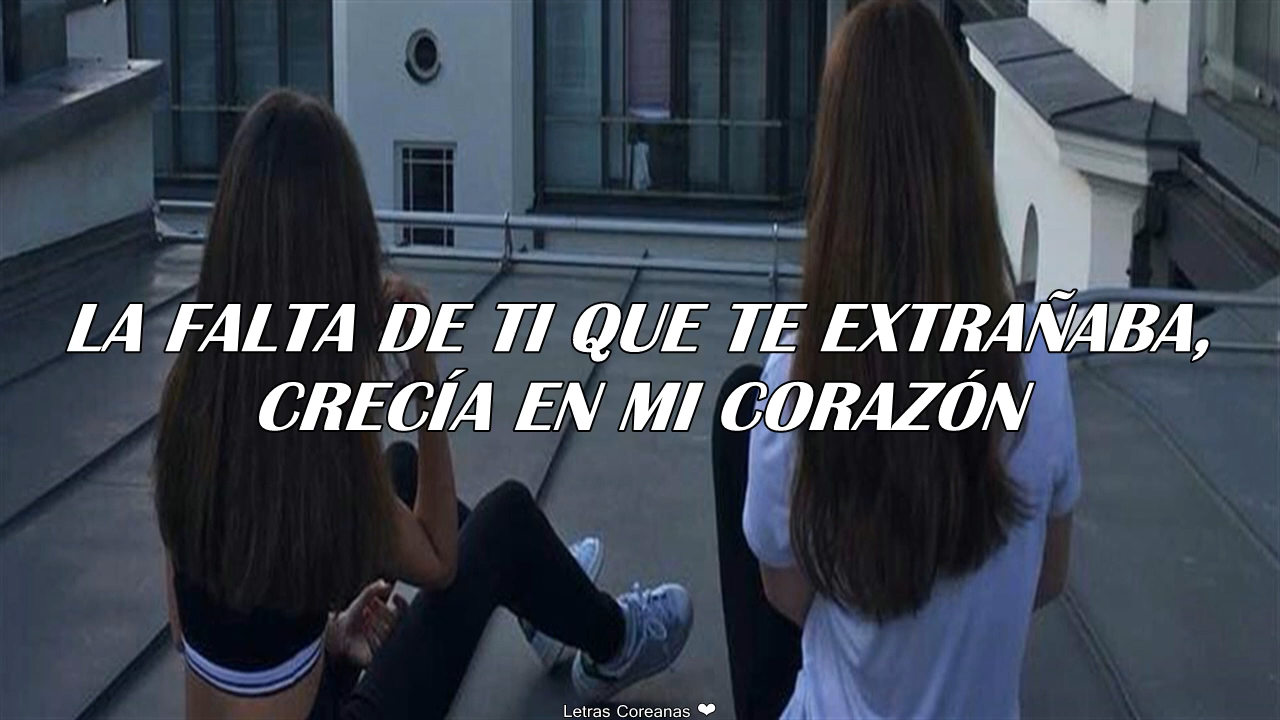 LA FALTA DE TI QUE TE EXTRAÑABA,
CRECÍA EN MI CORAZÓN
Letras Coreanas ❤